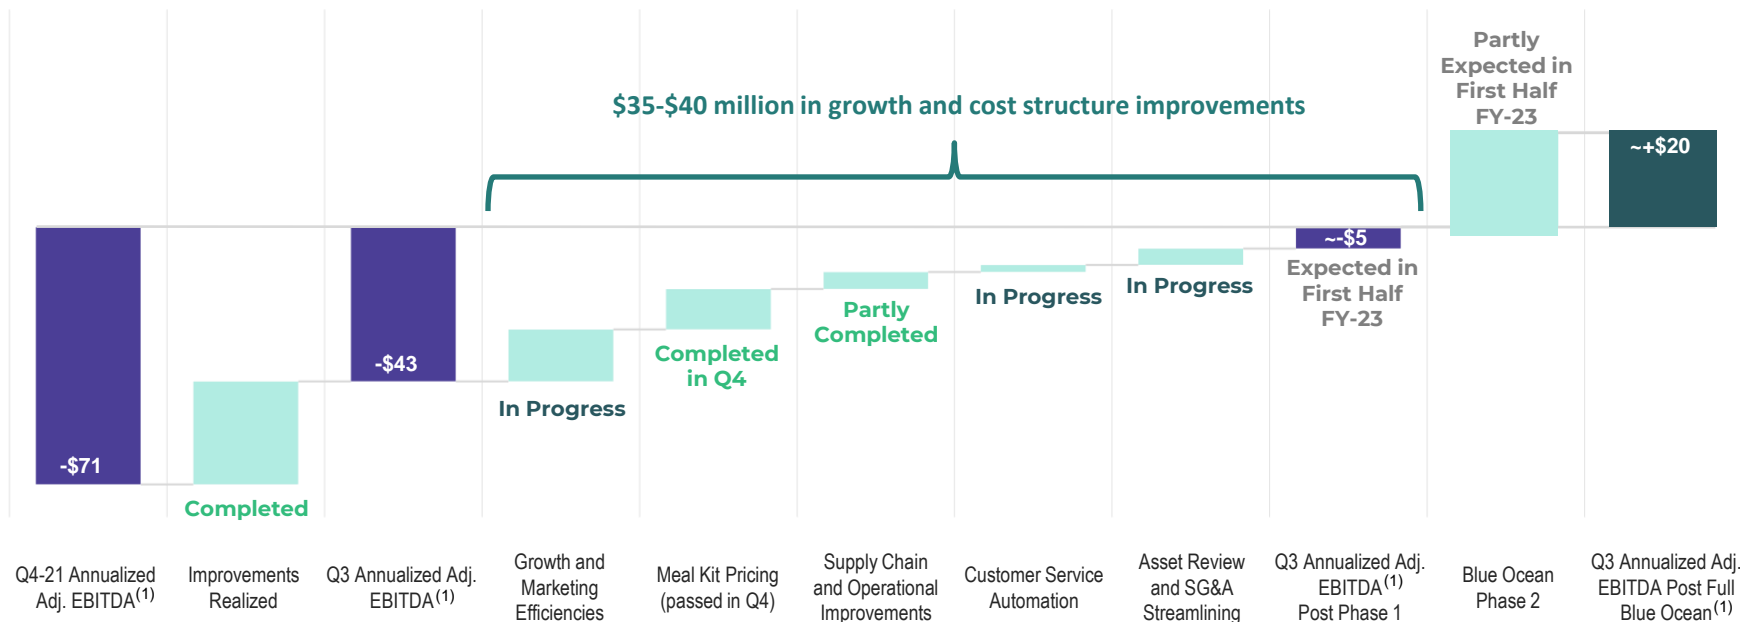 Partly
Expected in
First Half
FY-23
$35-$40 million in growth and cost structure improvements
~+$20
~-$5
Expected in
First Half
FY-23
In Progress
In Progress
Partly
Completed
Completed
in Q4
-$43
In Progress
-$71
Completed
Q4-21 Annualized
Adj. EBITDA(1)
Improvements
Realized
Q3 Annualized Adj.
EBITDA(1)
Growth and
Marketing
Efficiencies
Meal Kit Pricing
(passed in Q4)
Supply Chain
and Operational
Improvements
Customer Service
Automation
Asset Review
and SG&A
Streamlining
Q3 Annualized Adj.
EBITDA(1)
Post Phase 1
Blue Ocean
Phase 2
Q3 Annualized Adj.
EBITDA Post Full
Blue Ocean(1)